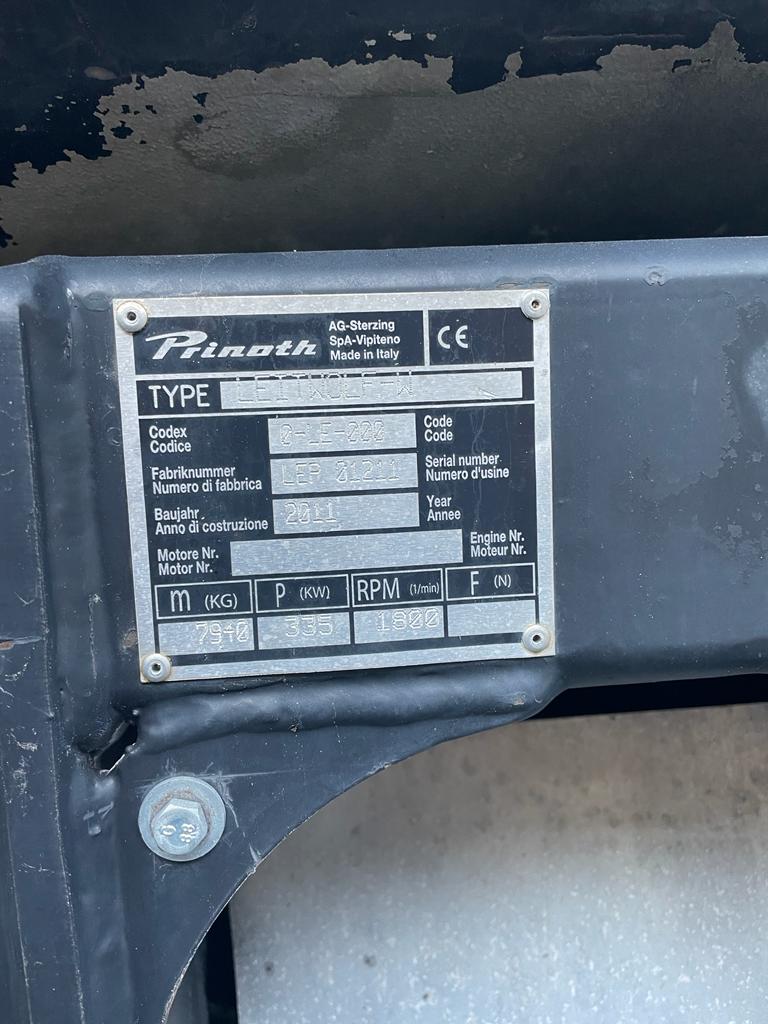 Prinoth
AG-Sterzing
SpA-Vipiteno
Made in Italy
CE
TYPE LEITWOLF-W
Codex
Codice
0-LE-000
Code
Code
Fabriknummer
Numero di fabbrica
LEP 01211
Serial number
Numero d'usine
Baujahr
Anno di costruzione
2011
Year
Annee
Motore Nr.
Motor Nr.
Engine Nr.
Moteur Nr.
m (KG) P (KW) RPM (1/min) F (N)
7940 335 1800